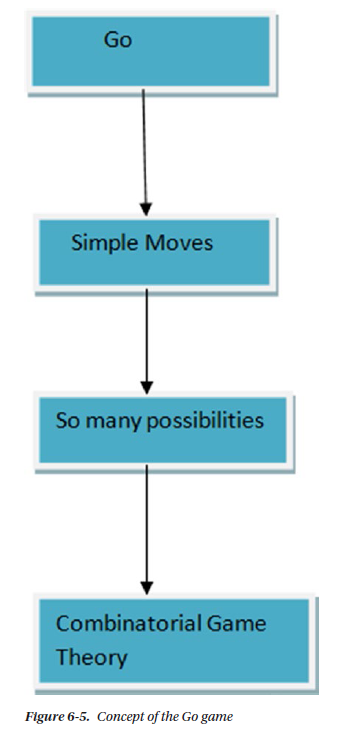 Go
Simple Moves
So many possibilities
Combinatorial Game
Theory
Figure 6-5. Concept of the Go game